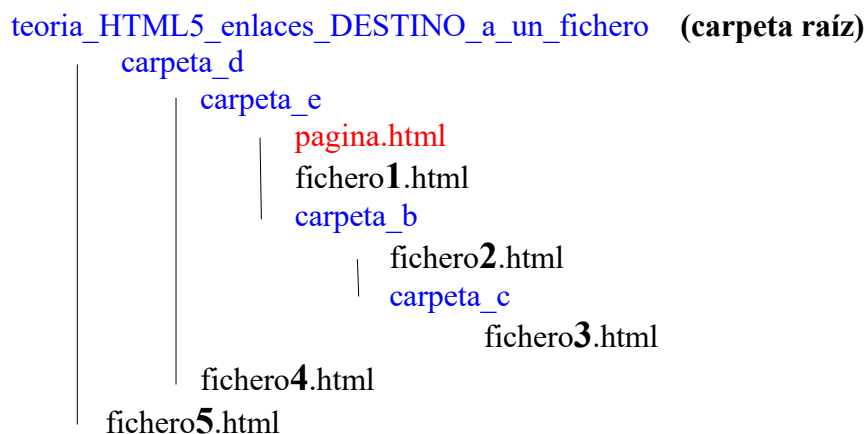 teoria_HTML5_enlaces_DESTINO_a_un_fichero (carpeta raíz)
carpeta_d
carpeta_e
pagina.html
fichero1.html
carpeta_b
fichero2.html
carpeta_c
fichero3.html
fichero4.html
fichero5.html